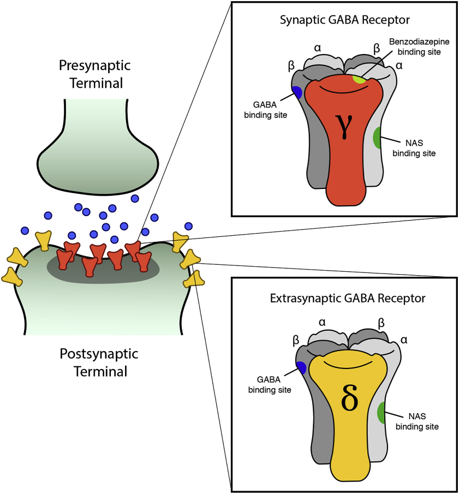 Presynaptic
Terminal
Postsynaptic
Terminal
Synaptic GABA Receptor
Benzodiazepine
binding site
α
β
β
α
GABA
binding site
γ
NAS
binding site
Extrasynaptic GABA Receptor
α
β
β
α
GABA
binding site
δ
NAS
binding site